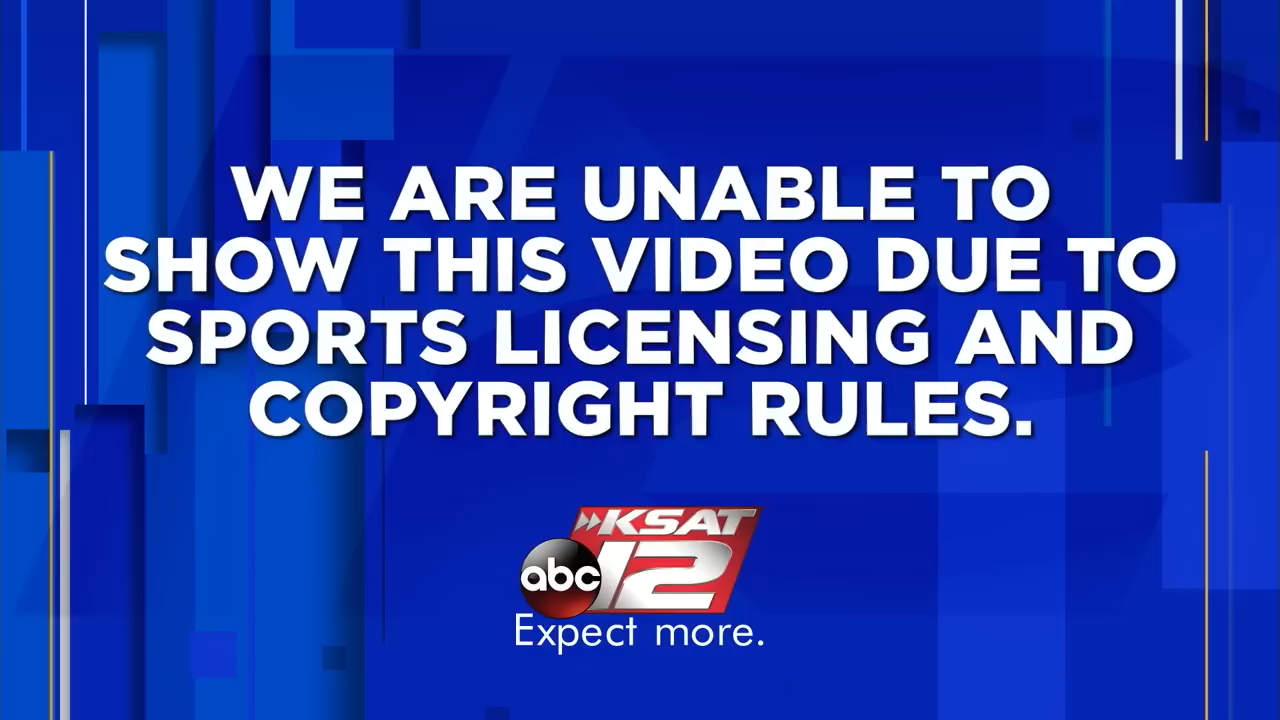 WE ARE UNABLE TO
SHOW THIS VIDEO DUE TO
SPORTS LICENSING AND
COPYRIGHT RULES.
KSAT
abc 12
Expect more.